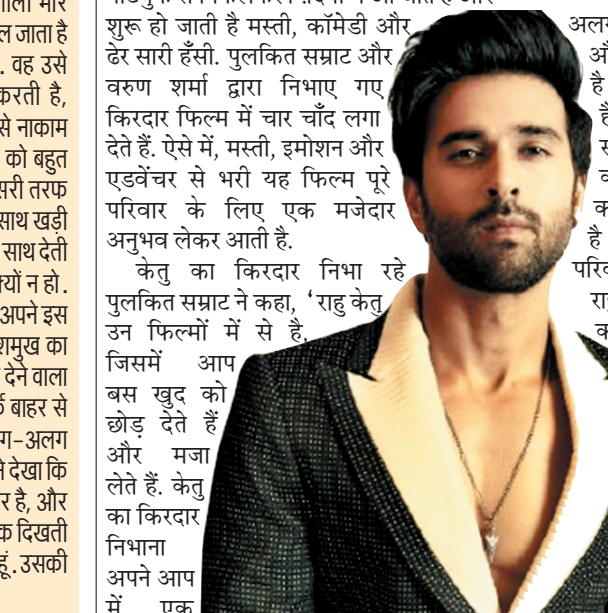 जाता है
वह उसे
करती है,
से नाकाम
को बहुत
सरी तरफ
साथ खड़ी
साथ देती
न हो.
अपने इस
शमुख का
देने वाला
बाहर से
ग-अलग
देखा कि
है, और
दिखती
उसकी
शुरू हो जाती है मस्ती, कॉमेडी और
ढेर सारी हँसी. पुलकित सम्राट और
वरुण शर्मा द्वारा निभाए गए
किरदार फिल्म में चार चाँद लगा
देते हैं. ऐसे में, मस्ती, इमोशन और
एडवेंचर से भरी यह फिल्म पूरे
परिवार के लिए एक मजेदार
अनुभव लेकर आती है.
केतु का किरदार निभा रहे
पुलकित सम्राट ने कहा, ‘राहु केतु
उन फिल्मों में से है,
जिसमें आप
बस खुद को
छोड़ देते हैं
और मजा
लेते हैं. केतु
का किरदार
निभाना
अपने आप
में एक
अलग
है
है
परिव